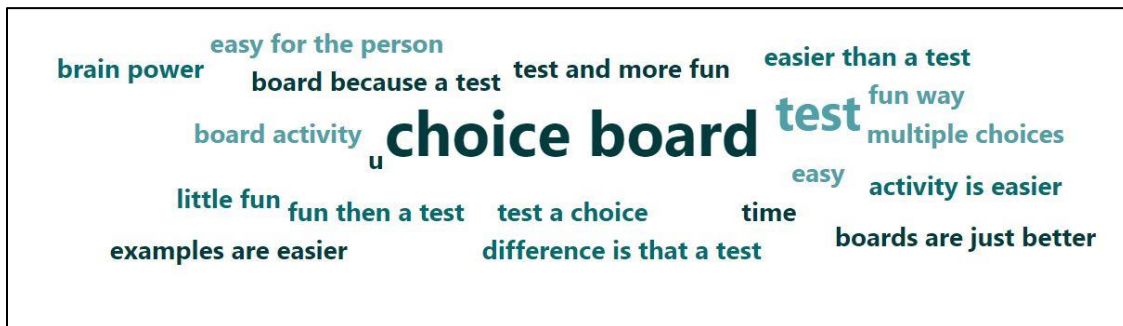 easy for the person
brain power
board because a test
test and more fun
easier than a test
fun way
board activity
u
choice board
test
multiple choices
easy
activity is easier
little fun
fun then a test
test a choice
time
boards are just better
examples are easier
difference is that a test